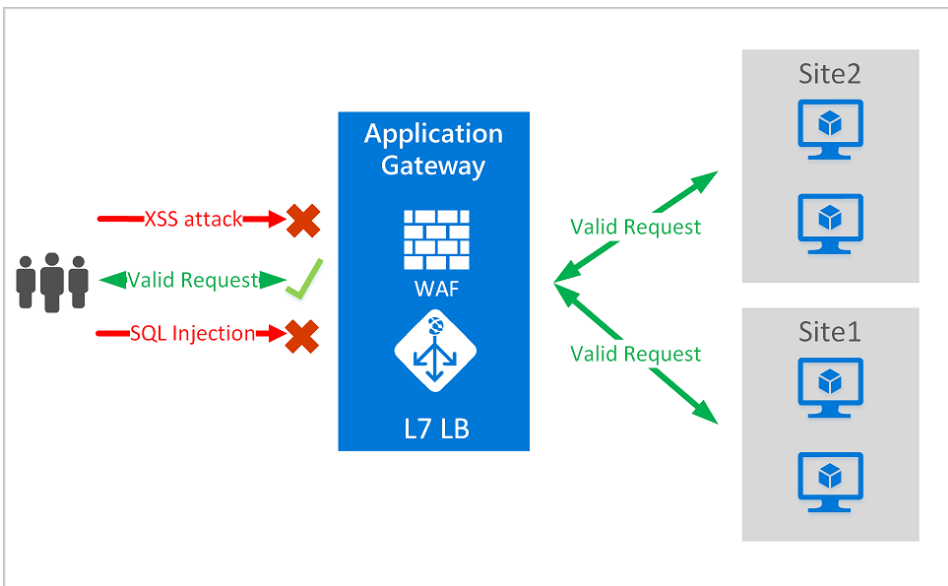 XSS attack
Valid Request
SQL Injection
Application
Gateway
WAF
L7 LB
Valid Request
Valid Request
Site2
Site1